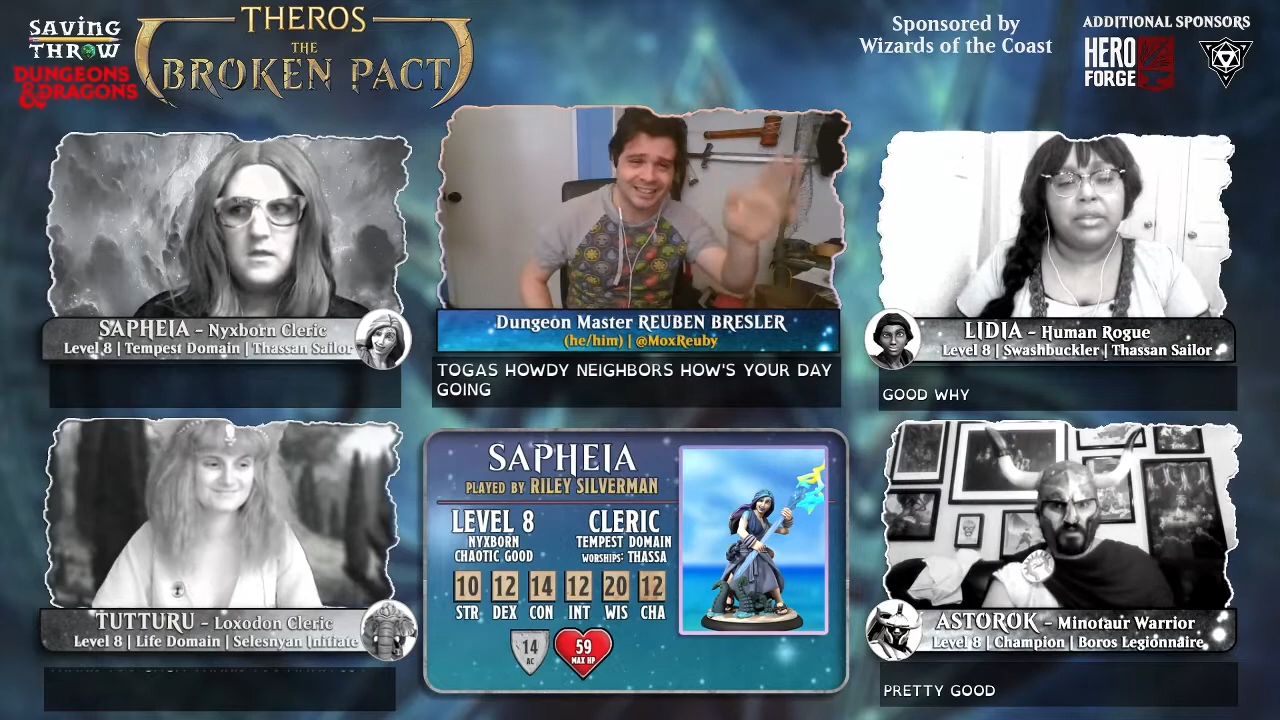 SAVING
THROW
DUNGEONS
& DRAGONS
THEROS
THE
BROKEN PACT
Sponsored by
Wizards of the Coast
ADDITIONAL SPONSORS
HERO
FORGE
SAPHEIA – Nyxborn Cleric
Level 8 | Tempest Domain | Thassan Sailor
Dungeon Master REUBEN BRESLER
(he/him) | @MoxReuby
TOGAS HOWDY NEIGHBORS HOW'S YOUR DAY
GOING
LIDIA – Human Rogue
Level 8 | Swashbuckler | Thassan Sailor
GOOD WHY
TUTTURU – Loxodon Cleric
Level 8 | Life Domain | Selesnyan Initiate
SAPHEIA
PLAYED BY RILEY SILVERMAN
LEVEL 8
NYXBORN
CHAOTIC GOOD
CLERIC
TEMPEST DOMAIN
WORSHIPS: THASSA
10 12 14 12 20 12
STR DEX CON INT WIS CHA
14
AC
59
MAX HP
ASTOROK – Minotaur Warrior
Level 8 | Champion | Boros Legionnaire
PRETTY GOOD